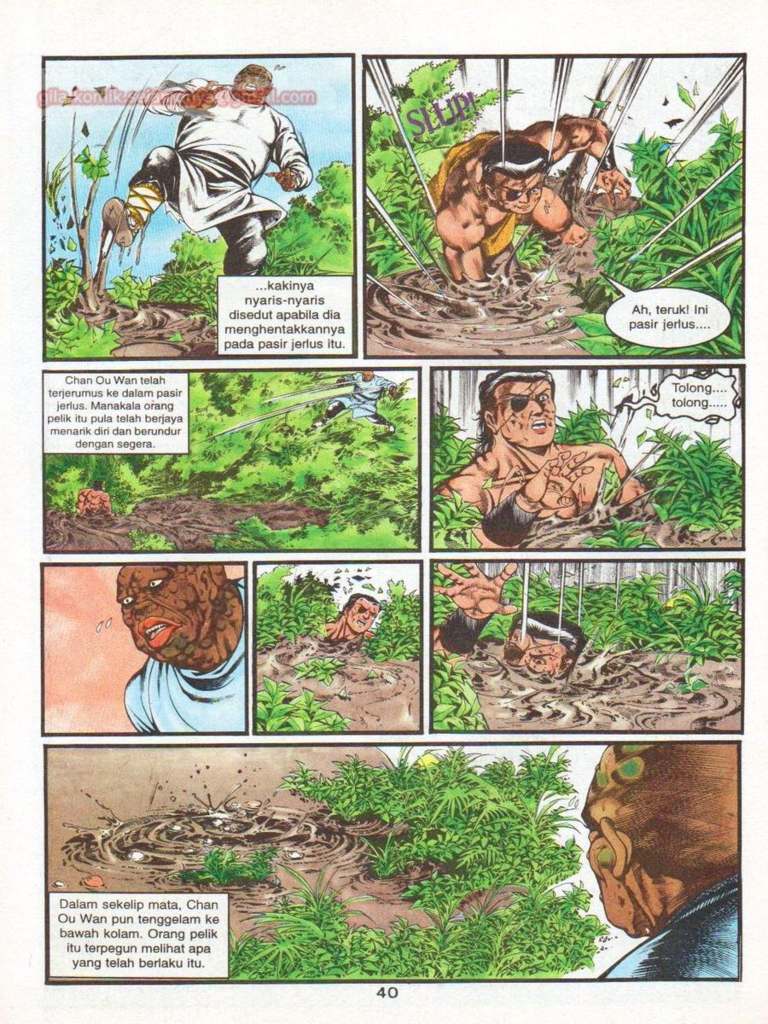 ...kakinya
nyaris-nyaris
disedut apabila dia
menghentakkannya
pada pasir jerlus itu.
SLUP!
Ah, teruk! Ini
pasir jerlus....
Chan Ou Wan telah
terjerumus ke dalam pasir
jerlus. Manakala orang
pelik itu pula telah berjaya
menarik diri dan berundur
dengan segera.
Tolong....
tolong.....
Dalam sekelip mata, Chan
Ou Wan pun tenggelam ke
bawah kolam. Orang pelik
itu terpegun melihat apa
yang telah berlaku itu.
40